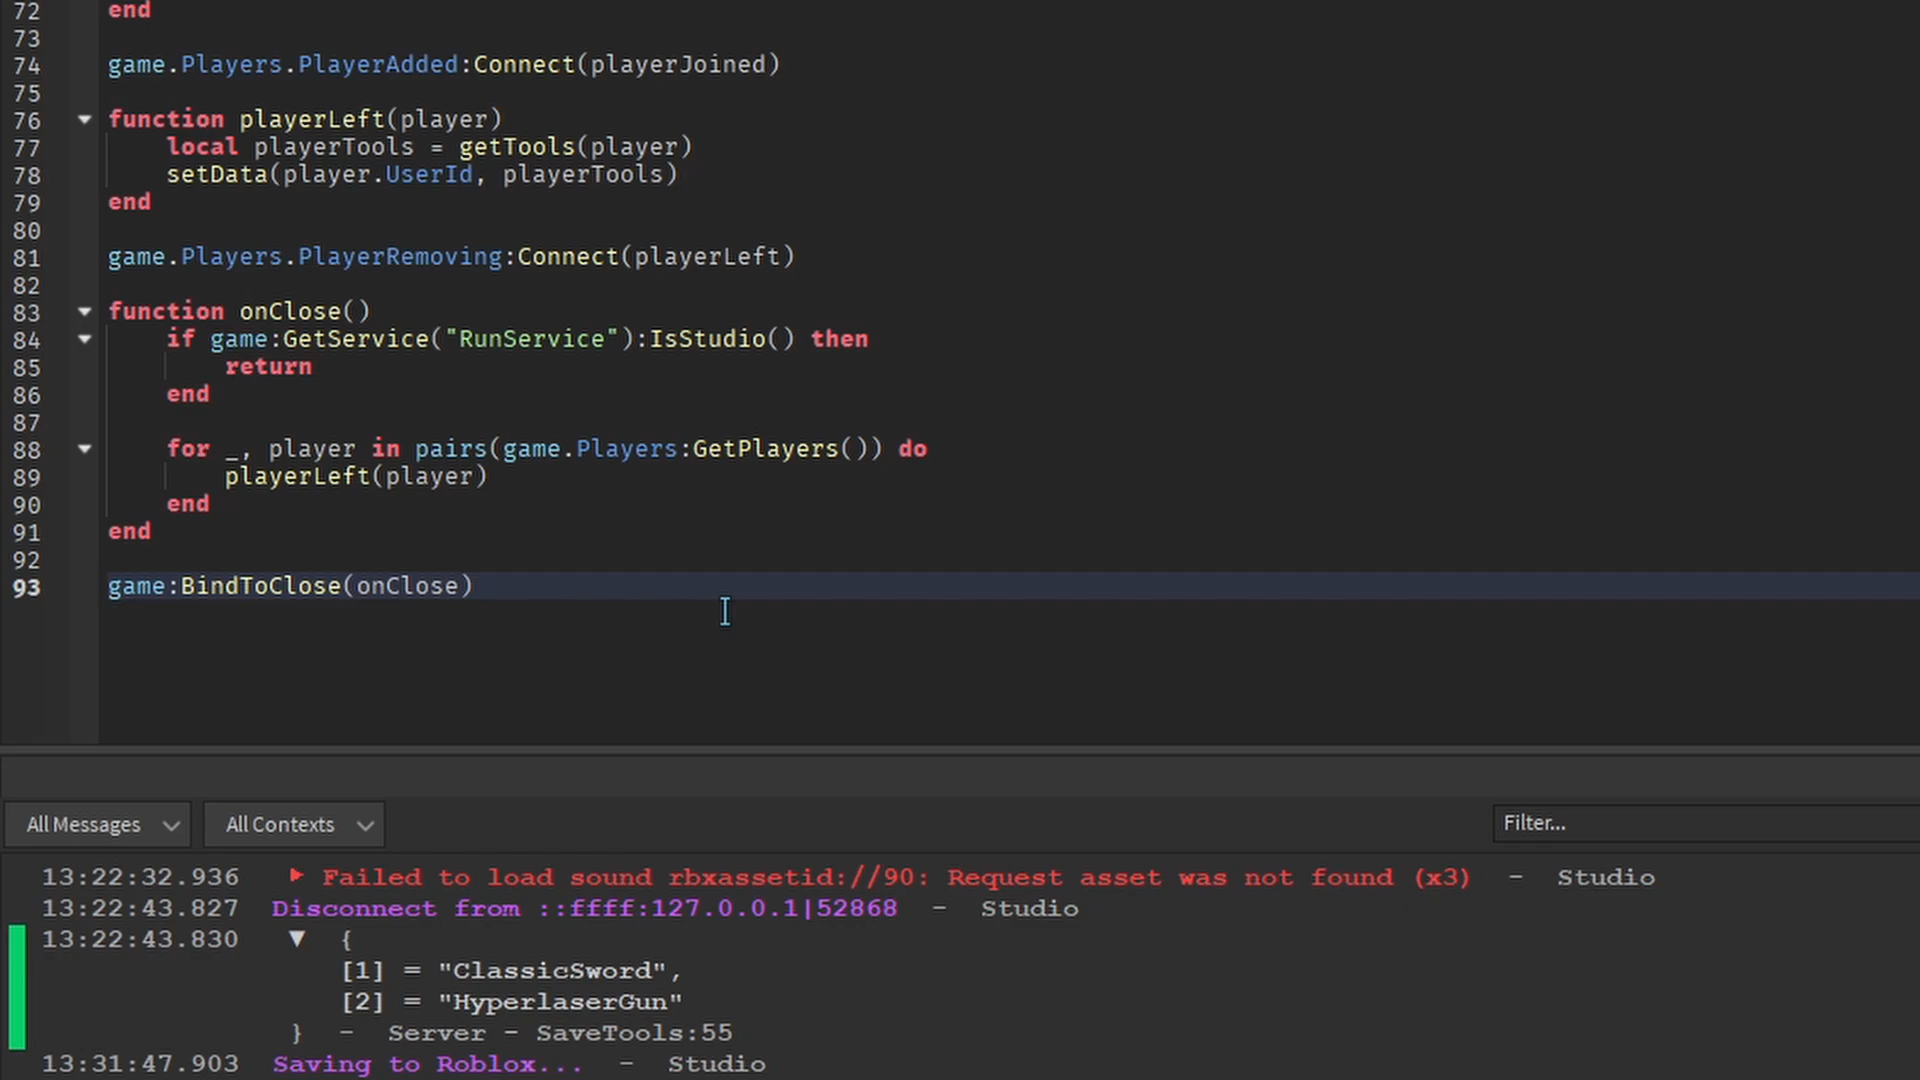 72 end
73
74 game.Players.PlayerAdded:Connect(playerJoined)
75
76 function playerLeft(player)
77 local playerTools = getTools(player)
78 setData(player.UserId, playerTools)
79 end
80
81 game.Players.PlayerRemoving:Connect(playerLeft)
82
83 function onClose()
84 if game:GetService("RunService"):IsStudio() then
85 return
86 end
87
88 for _, player in pairs(game.Players:GetPlayers()) do
89 playerLeft(player)
90 end
91 end
92
93 game:BindToClose(onClose)
All Messages All Contexts Filter...
13:22:32.936 Failed to load sound rbxassetid://90: Request asset was not found (x3) - Studio
13:22:43.827 Disconnect from ::ffff:127.0.0.1|52868 - Studio
13:22:43.830 {
[1] = "ClassicSword",
[2] = "HyperlaserGun"
} - Server - SaveTools:55
13:31:47.903 Saving to Roblox... - Studio